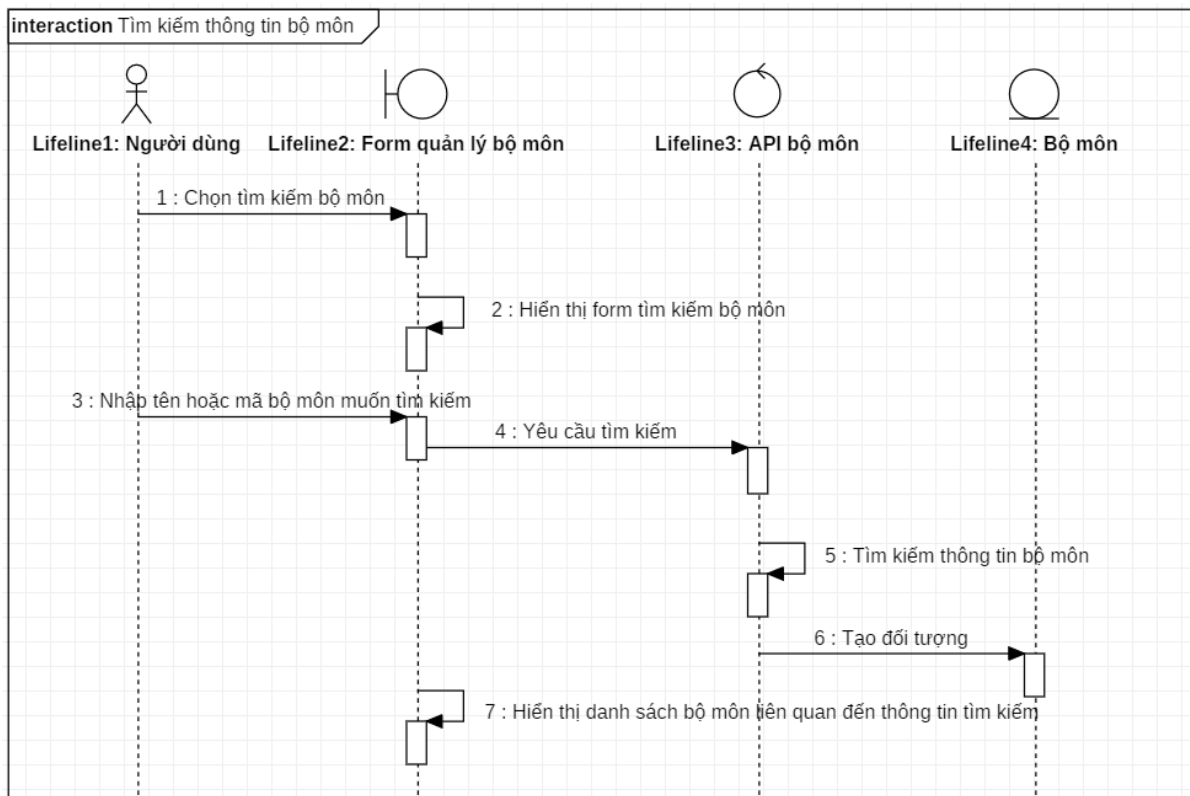 interaction Tìm kiếm thông tin bộ môn
Lifeline1: Người dùng
Lifeline2: Form quản lý bộ môn
Lifeline3: API bộ môn
Lifeline4: Bộ môn
1 : Chọn tìm kiếm bộ môn
2 : Hiển thị form tìm kiếm bộ môn
3 : Nhập tên hoặc mã bộ môn muốn tìm kiếm
4 : Yêu cầu tìm kiếm
5 : Tìm kiếm thông tin bộ môn
6 : Tạo đối tượng
7 : Hiển thị danh sách bộ môn liên quan đến thông tin tìm kiếm